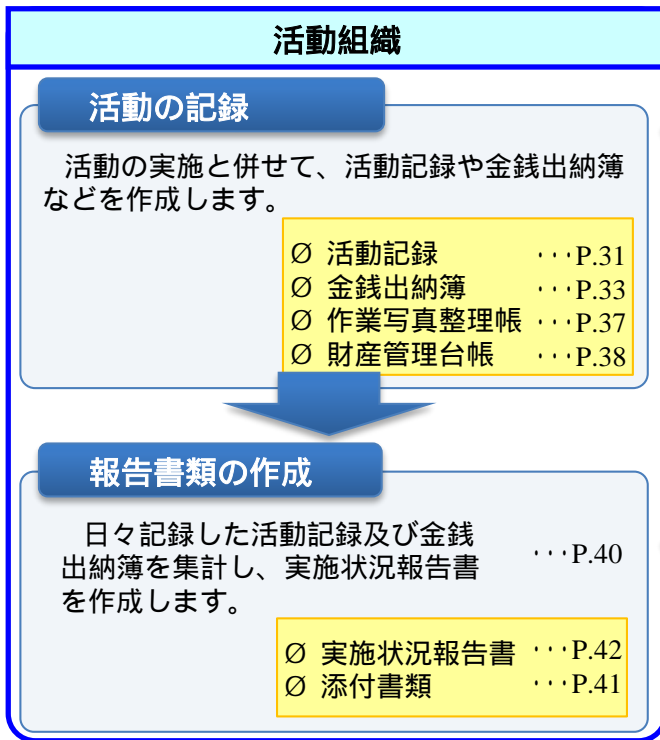 活動組織
活動の記録
活動の実施と併せて、活動記録や金銭出納簿
などを作成します。
Ø 活動記録 ･･･P.31
Ø 金銭出納簿 ･･･P.33
Ø 作業写真整理帳 ･･･P.37
Ø 財産管理台帳 ･･･P.38
報告書類の作成
日々記録した活動記録及び金銭
出納簿を集計し、実施状況報告書 ･･･P.40
を作成します。
Ø 実施状況報告書 ･･･P.42
Ø 添付書類 ･･･P.41